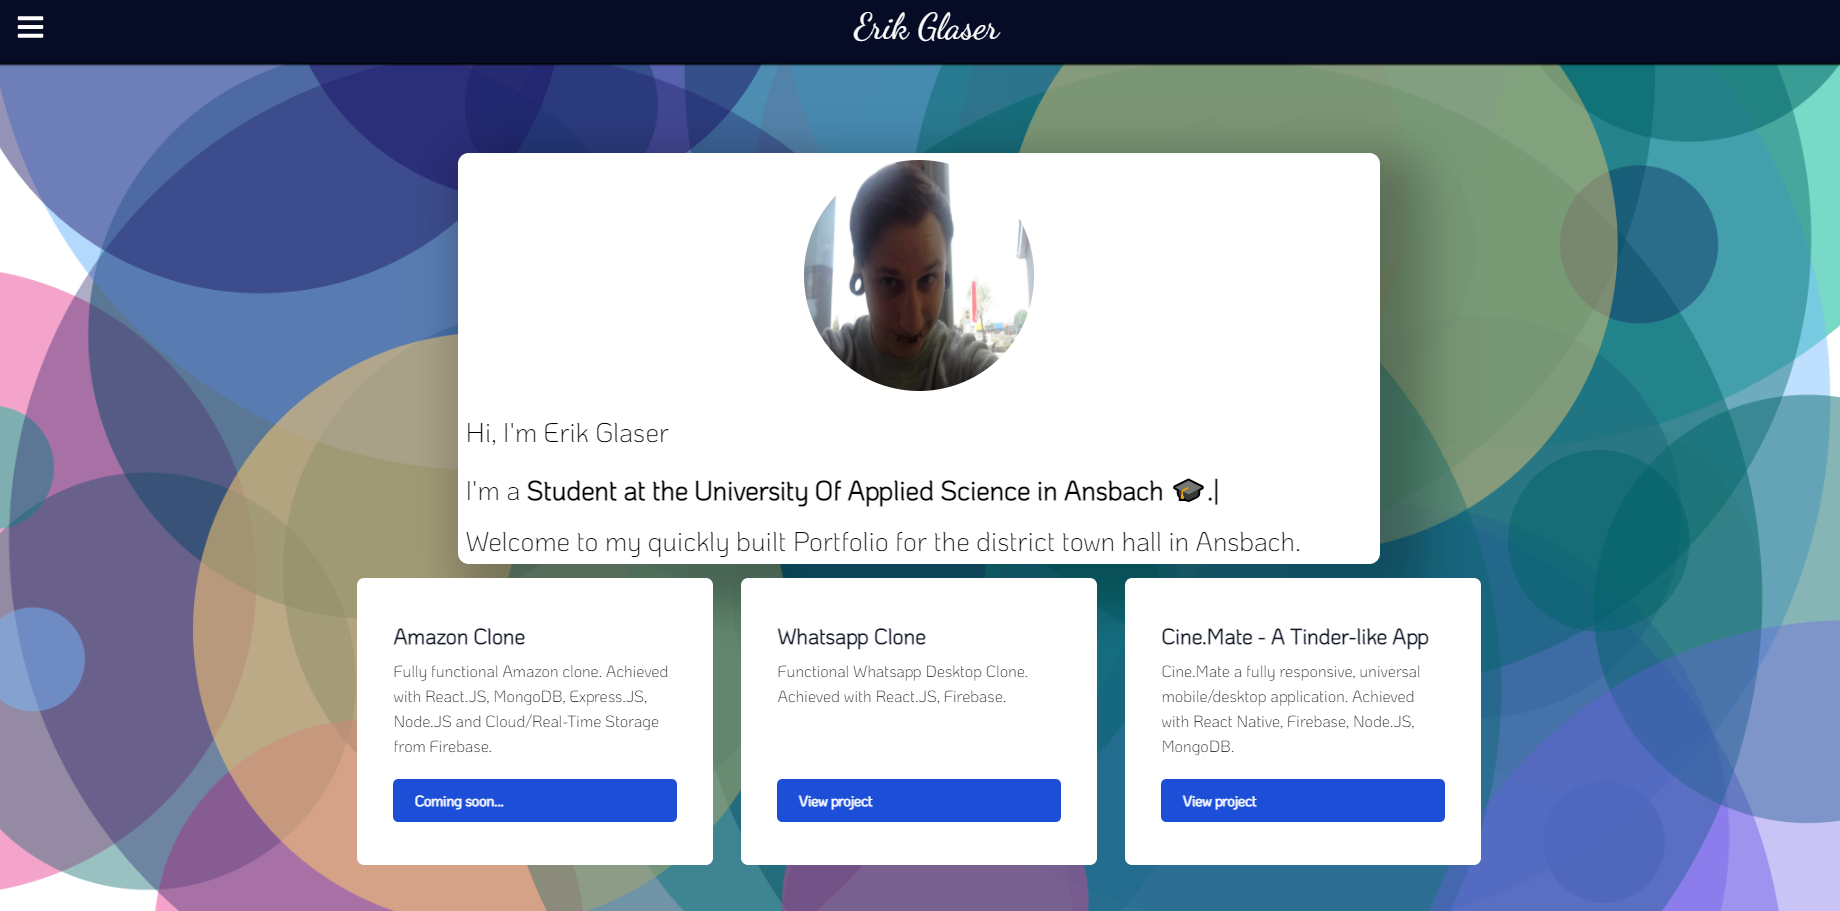 Erik Glaser
Hi, I'm Erik Glaser
I'm a Student at the University Of Applied Science in Ansbach 🎓.|
Welcome to my quickly built Portfolio for the district town hall in Ansbach.
Amazon Clone
Fully functional Amazon clone. Achieved
with React.JS, MongoDB, Express.JS,
Node.JS and Cloud/Real-Time Storage
from Firebase.
Coming soon...
Whatsapp Clone
Functional Whatsapp Desktop Clone.
Achieved with React.JS, Firebase.
View project
Cine.Mate - A Tinder-like App
Cine.Mate a fully responsive, universal
mobile/desktop application. Achieved
with React Native, Firebase, Node.JS,
MongoDB.
View project